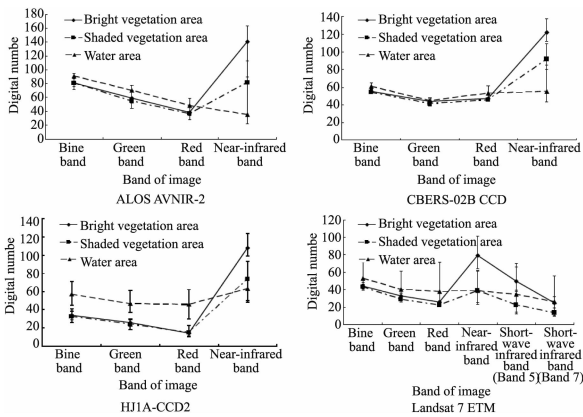 Digital numbe
180
160
140
120
100
80
60
40
20
0
Bright vegetation area
Shaded vegetation area
Water area
Bine band
Green band
Red band
Near-infrared band
Band of image
ALOS AVNIR-2
Digital numbe
140
120
100
80
60
40
20
0
Bright vegetation area
Shaded vegetation area
Water area
Bine band
Green band
Red band
Near-infrared band
Band of image
CBERS-02B CCD
Digital numbe
140
120
100
80
60
40
20
0
Bright vegetation area
Shaded vegetation area
Water area
Bine band
Green band
Red band
Near-infrared band
Band of image
HJ1A-CCD2
Digital numbe
120
100
80
60
40
20
0
Bright vegetation area
Shaded vegetation area
Water area
Bine band
Green band
Red band
Near-infrared band
Short-wave infrared band (Band 5)
Short-wave infrared band (Band 7)
Band of image
Landsat 7 ETM